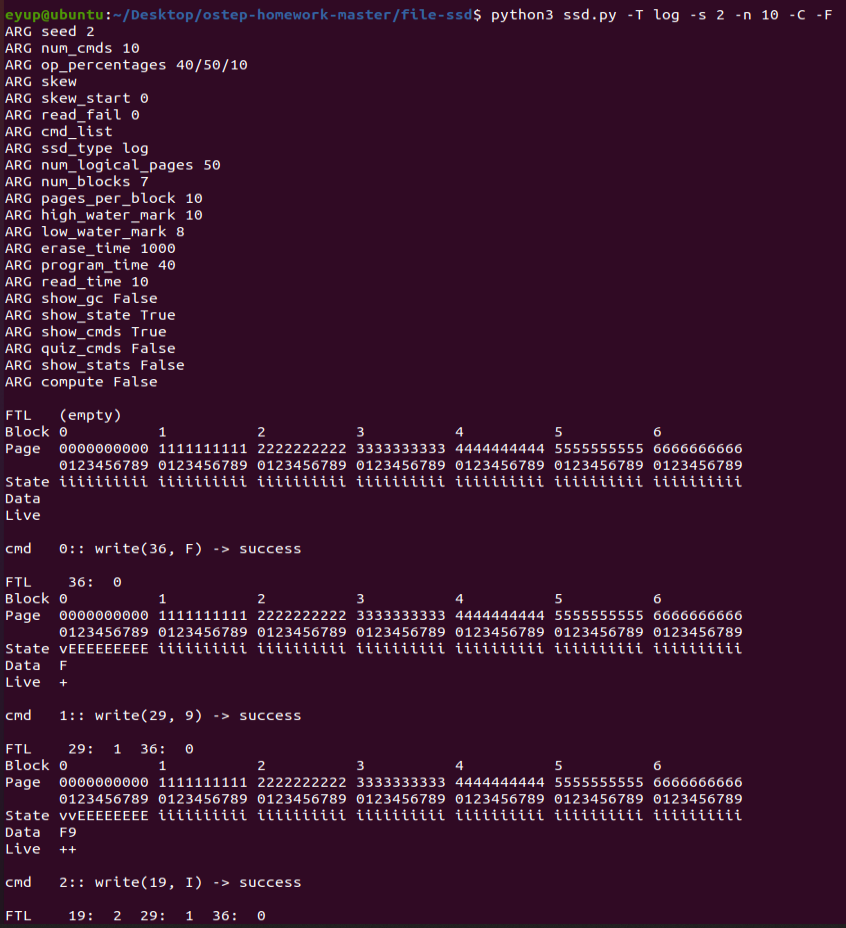 eyup@ubuntu:~/Desktop/ostep-homework-master/file-ssd$ python3 ssd.py -T log -s 2 -n 10 -C -F
ARG seed 2
ARG num_cmds 10
ARG op_percentages 40/50/10
ARG skew
ARG skew_start 0
ARG read_fail 0
ARG cmd_list
ARG ssd_type log
ARG num_logical_pages 50
ARG num_blocks 7
ARG pages_per_block 10
ARG high_water_mark 10
ARG low_water_mark 8
ARG erase_time 1000
ARG program_time 40
ARG read_time 10
ARG show_gc False
ARG show_state True
ARG show_cmds True
ARG quiz_cmds False
ARG show_stats False
ARG compute False

FTL   (empty)
Block 0          1          2          3          4          5          6
Page  0000000000 1111111111 2222222222 3333333333 4444444444 5555555555 6666666666
      0123456789 0123456789 0123456789 0123456789 0123456789 0123456789 0123456789
State iiiiiiiiii iiiiiiiiii iiiiiiiiii iiiiiiiiii iiiiiiiiii iiiiiiiiii iiiiiiiiii
Data
Live

cmd   0:: write(36, F) -> success

FTL    36:  0
Block 0          1          2          3          4          5          6
Page  0000000000 1111111111 2222222222 3333333333 4444444444 5555555555 6666666666
      0123456789 0123456789 0123456789 0123456789 0123456789 0123456789 0123456789
State vEEEEEEEEE iiiiiiiiii iiiiiiiiii iiiiiiiiii iiiiiiiiii iiiiiiiiii iiiiiiiiii
Data  F
Live  +

cmd   1:: write(29, 9) -> success

FTL    29:  1  36:  0
Block 0          1          2          3          4          5          6
Page  0000000000 1111111111 2222222222 3333333333 4444444444 5555555555 6666666666
      0123456789 0123456789 0123456789 0123456789 0123456789 0123456789 0123456789
State vvEEEEEEEE iiiiiiiiii iiiiiiiiii iiiiiiiiii iiiiiiiiii iiiiiiiiii iiiiiiiiii
Data  F9
Live  ++

cmd   2:: write(19, I) -> success

FTL    19:  2  29:  1  36:  0